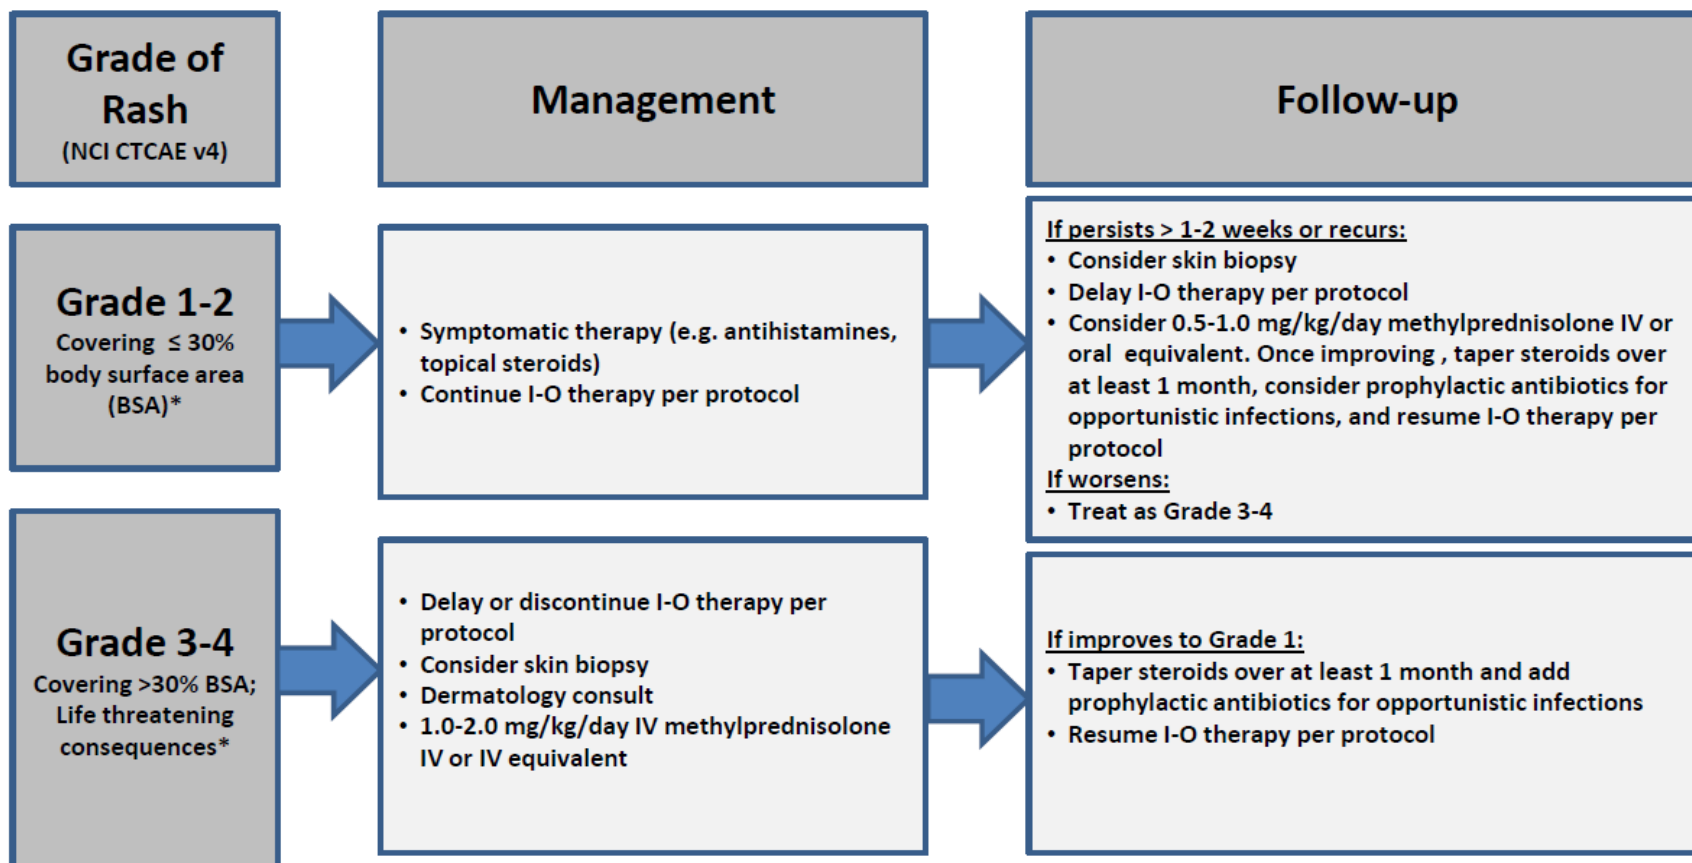 Grade of
Rash
(NCI CTCAE v4)
Management
Follow-up
Grade 1-2
Covering ≤ 30%
body surface area
(BSA)*
• Symptomatic therapy (e.g. antihistamines,
topical steroids)
• Continue I-O therapy per protocol
If persists > 1-2 weeks or recurs:
• Consider skin biopsy
• Delay I-O therapy per protocol
• Consider 0.5-1.0 mg/kg/day methylprednisolone IV or
oral equivalent. Once improving , taper steroids over
at least 1 month, consider prophylactic antibiotics for
opportunistic infections, and resume I-O therapy per
protocol
If worsens:
• Treat as Grade 3-4
Grade 3-4
Covering >30% BSA;
Life threatening
consequences*
• Delay or discontinue I-O therapy per
protocol
• Consider skin biopsy
• Dermatology consult
• 1.0-2.0 mg/kg/day IV methylprednisolone
IV or IV equivalent
If improves to Grade 1:
• Taper steroids over at least 1 month and add
prophylactic antibiotics for opportunistic infections
• Resume I-O therapy per protocol